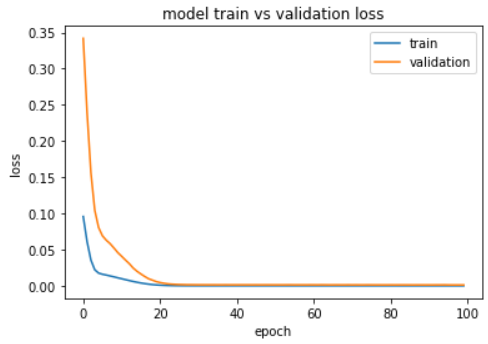 model train vs validation loss
train
validation
loss
0.35
0.30
0.25
0.20
0.15
0.10
0.05
0.00
0 20 40 60 80 100
epoch